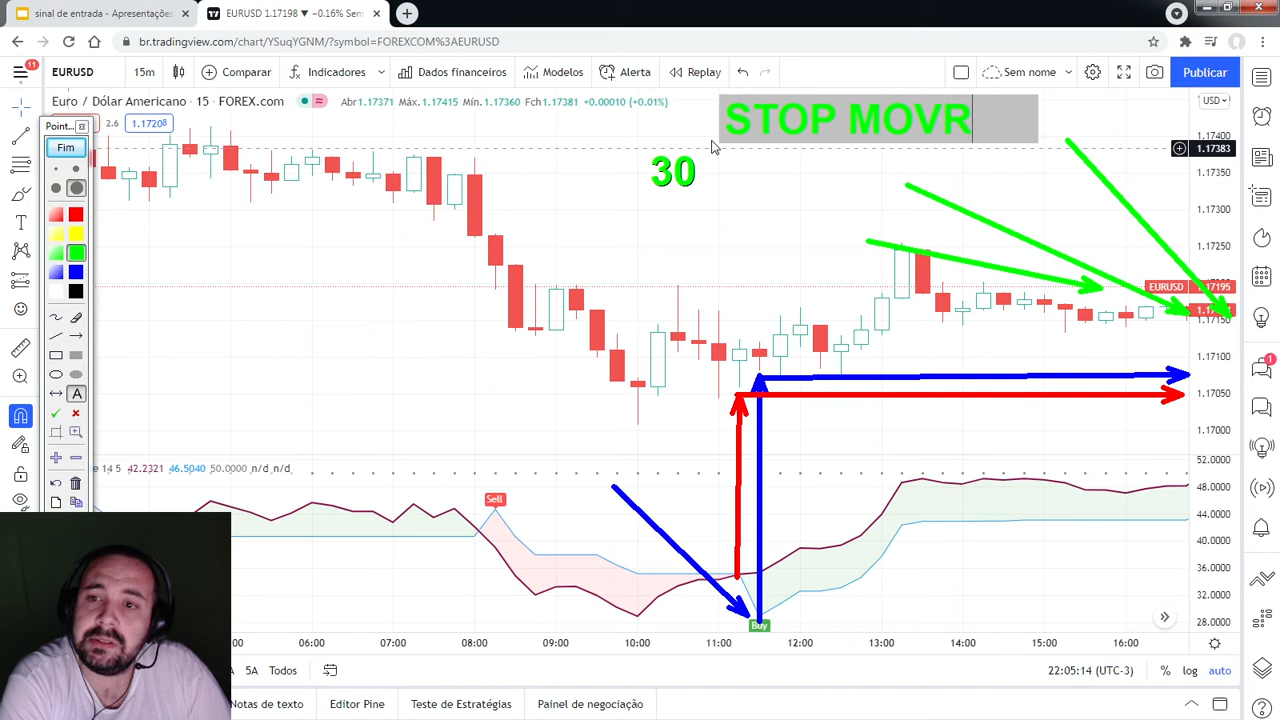 sinal de entrada - Apresentações
EURUSD 1.17198 ▼ −0.16% Sem
br.tradingview.com/chart/YSuqYGNM/?symbol=FOREXCOM%3AEURUSD
11
EURUSD
15m
Comparar
Indicadores
Dados financeiros
Modelos
Alerta
Replay
Sem nome
Publicar
Euro / Dólar Americano • 15 • FOREX.com
Abr1.17371 Máx.1.17415 Mín.1.17360 Fch1.17381 +0.00010 (+0.01%)
USD
2.6
1.17208
Point...
Fim
STOP MOVR
30
1.17400
1.17383
1.17350
1.17300
1.17250
EURUSD
1.17195
1.17150
1.17100
1.17050
1.17000
14 5 42.2321 46.5040 50.0000 n/d n/d
52.0000
48.0000
44.0000
40.0000
36.0000
32.0000
28.0000
Sell
Buy
A
1
07:00
08:00
09:00
10:00
11:00
12:00
13:00
14:00
15:00
16:00
5A
Todos
22:05:14 (UTC-3)
%
log
auto
de texto
Editor Pine
Teste de Estratégias
Painel de negociação